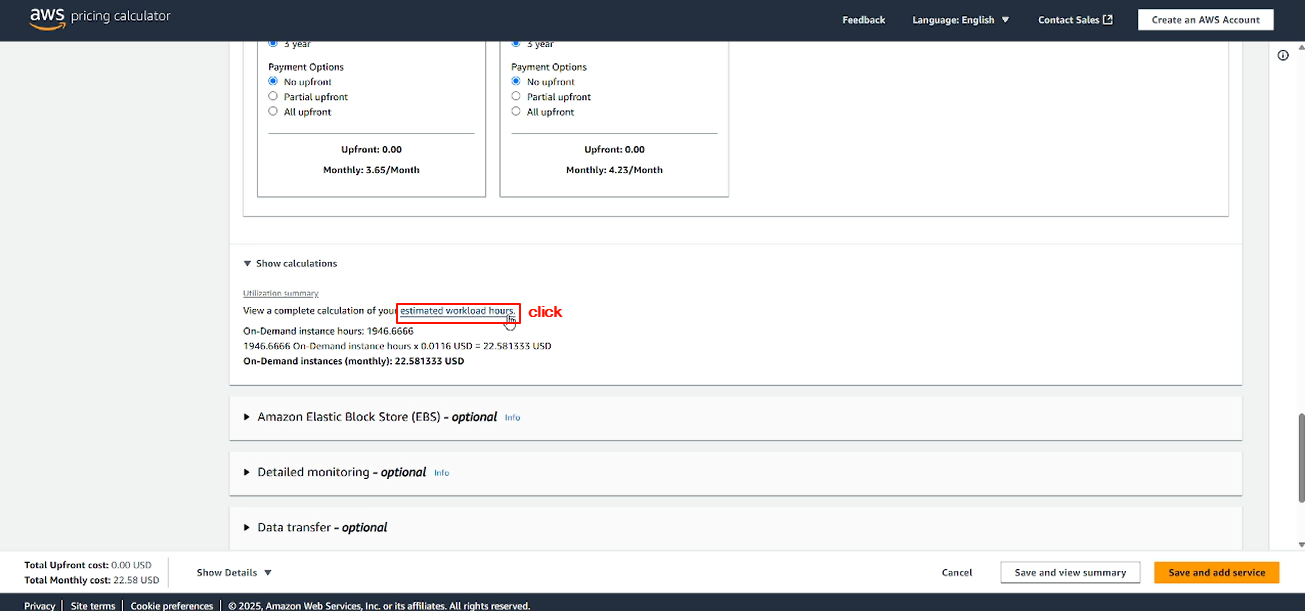 aws pricing calculator
Feedback
Language: English
Contact Sales
Create an AWS Account
3 year
Payment Options
No upfront
Partial upfront
All upfront
Upfront: 0.00
Monthly: 3.65/Month
3 year
Payment Options
No upfront
Partial upfront
All upfront
Upfront: 0.00
Monthly: 4.23/Month
Show calculations
Utilization summary
View a complete calculation of your estimated workload hours. click
On-Demand instance hours: 1946.6666
1946.6666 On-Demand instance hours x 0.0116 USD = 22.581333 USD
On-Demand instances (monthly): 22.581333 USD
Amazon Elastic Block Store (EBS) - optional Info
Detailed monitoring - optional Info
Data transfer - optional
Total Upfront cost: 0.00 USD
Total Monthly cost: 22.58 USD
Show Details
Cancel
Save and view summary
Save and add service
Privacy | Site terms | Cookie preferences | © 2025, Amazon Web Services, Inc. or its affiliates. All rights reserved.